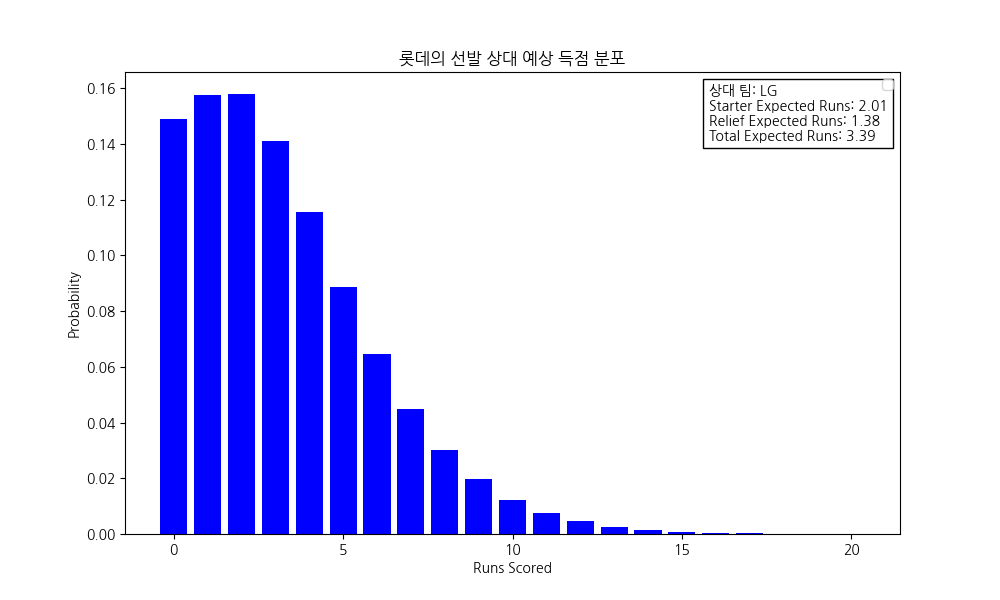 롯데의 선발 상대 예상 득점 분포
상대 팀: LG
Starter Expected Runs: 2.01
Relief Expected Runs: 1.38
Total Expected Runs: 3.39
Probability
0.16
0.14
0.12
0.10
0.08
0.06
0.04
0.02
0.00
0 5 10 15 20
Runs Scored